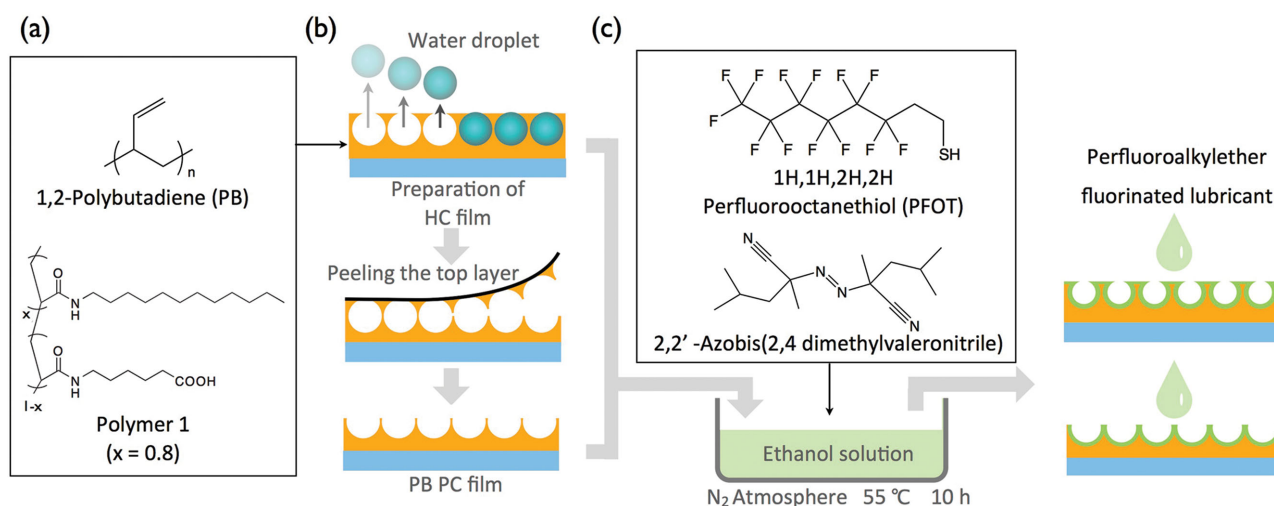 (a)
n
1,2-Polybutadiene (PB)
O
N
H
x
O
N
H
COOH
l-x
Polymer 1
(x = 0.8)
(b)
Water droplet
Preparation of
HC film
Peeling the top layer
PB PC film
(c)
F F F F F F
F
F F F F F F
SH
1H,1H,2H,2H
Perfluorooctanethiol (PFOT)
N
N
N
N
2,2' -Azobis(2,4 dimethylvaleronitrile)
Ethanol solution
N2 Atmosphere 55 ℃ 10 h
Perfluoroalkylether
fluorinated lubricant